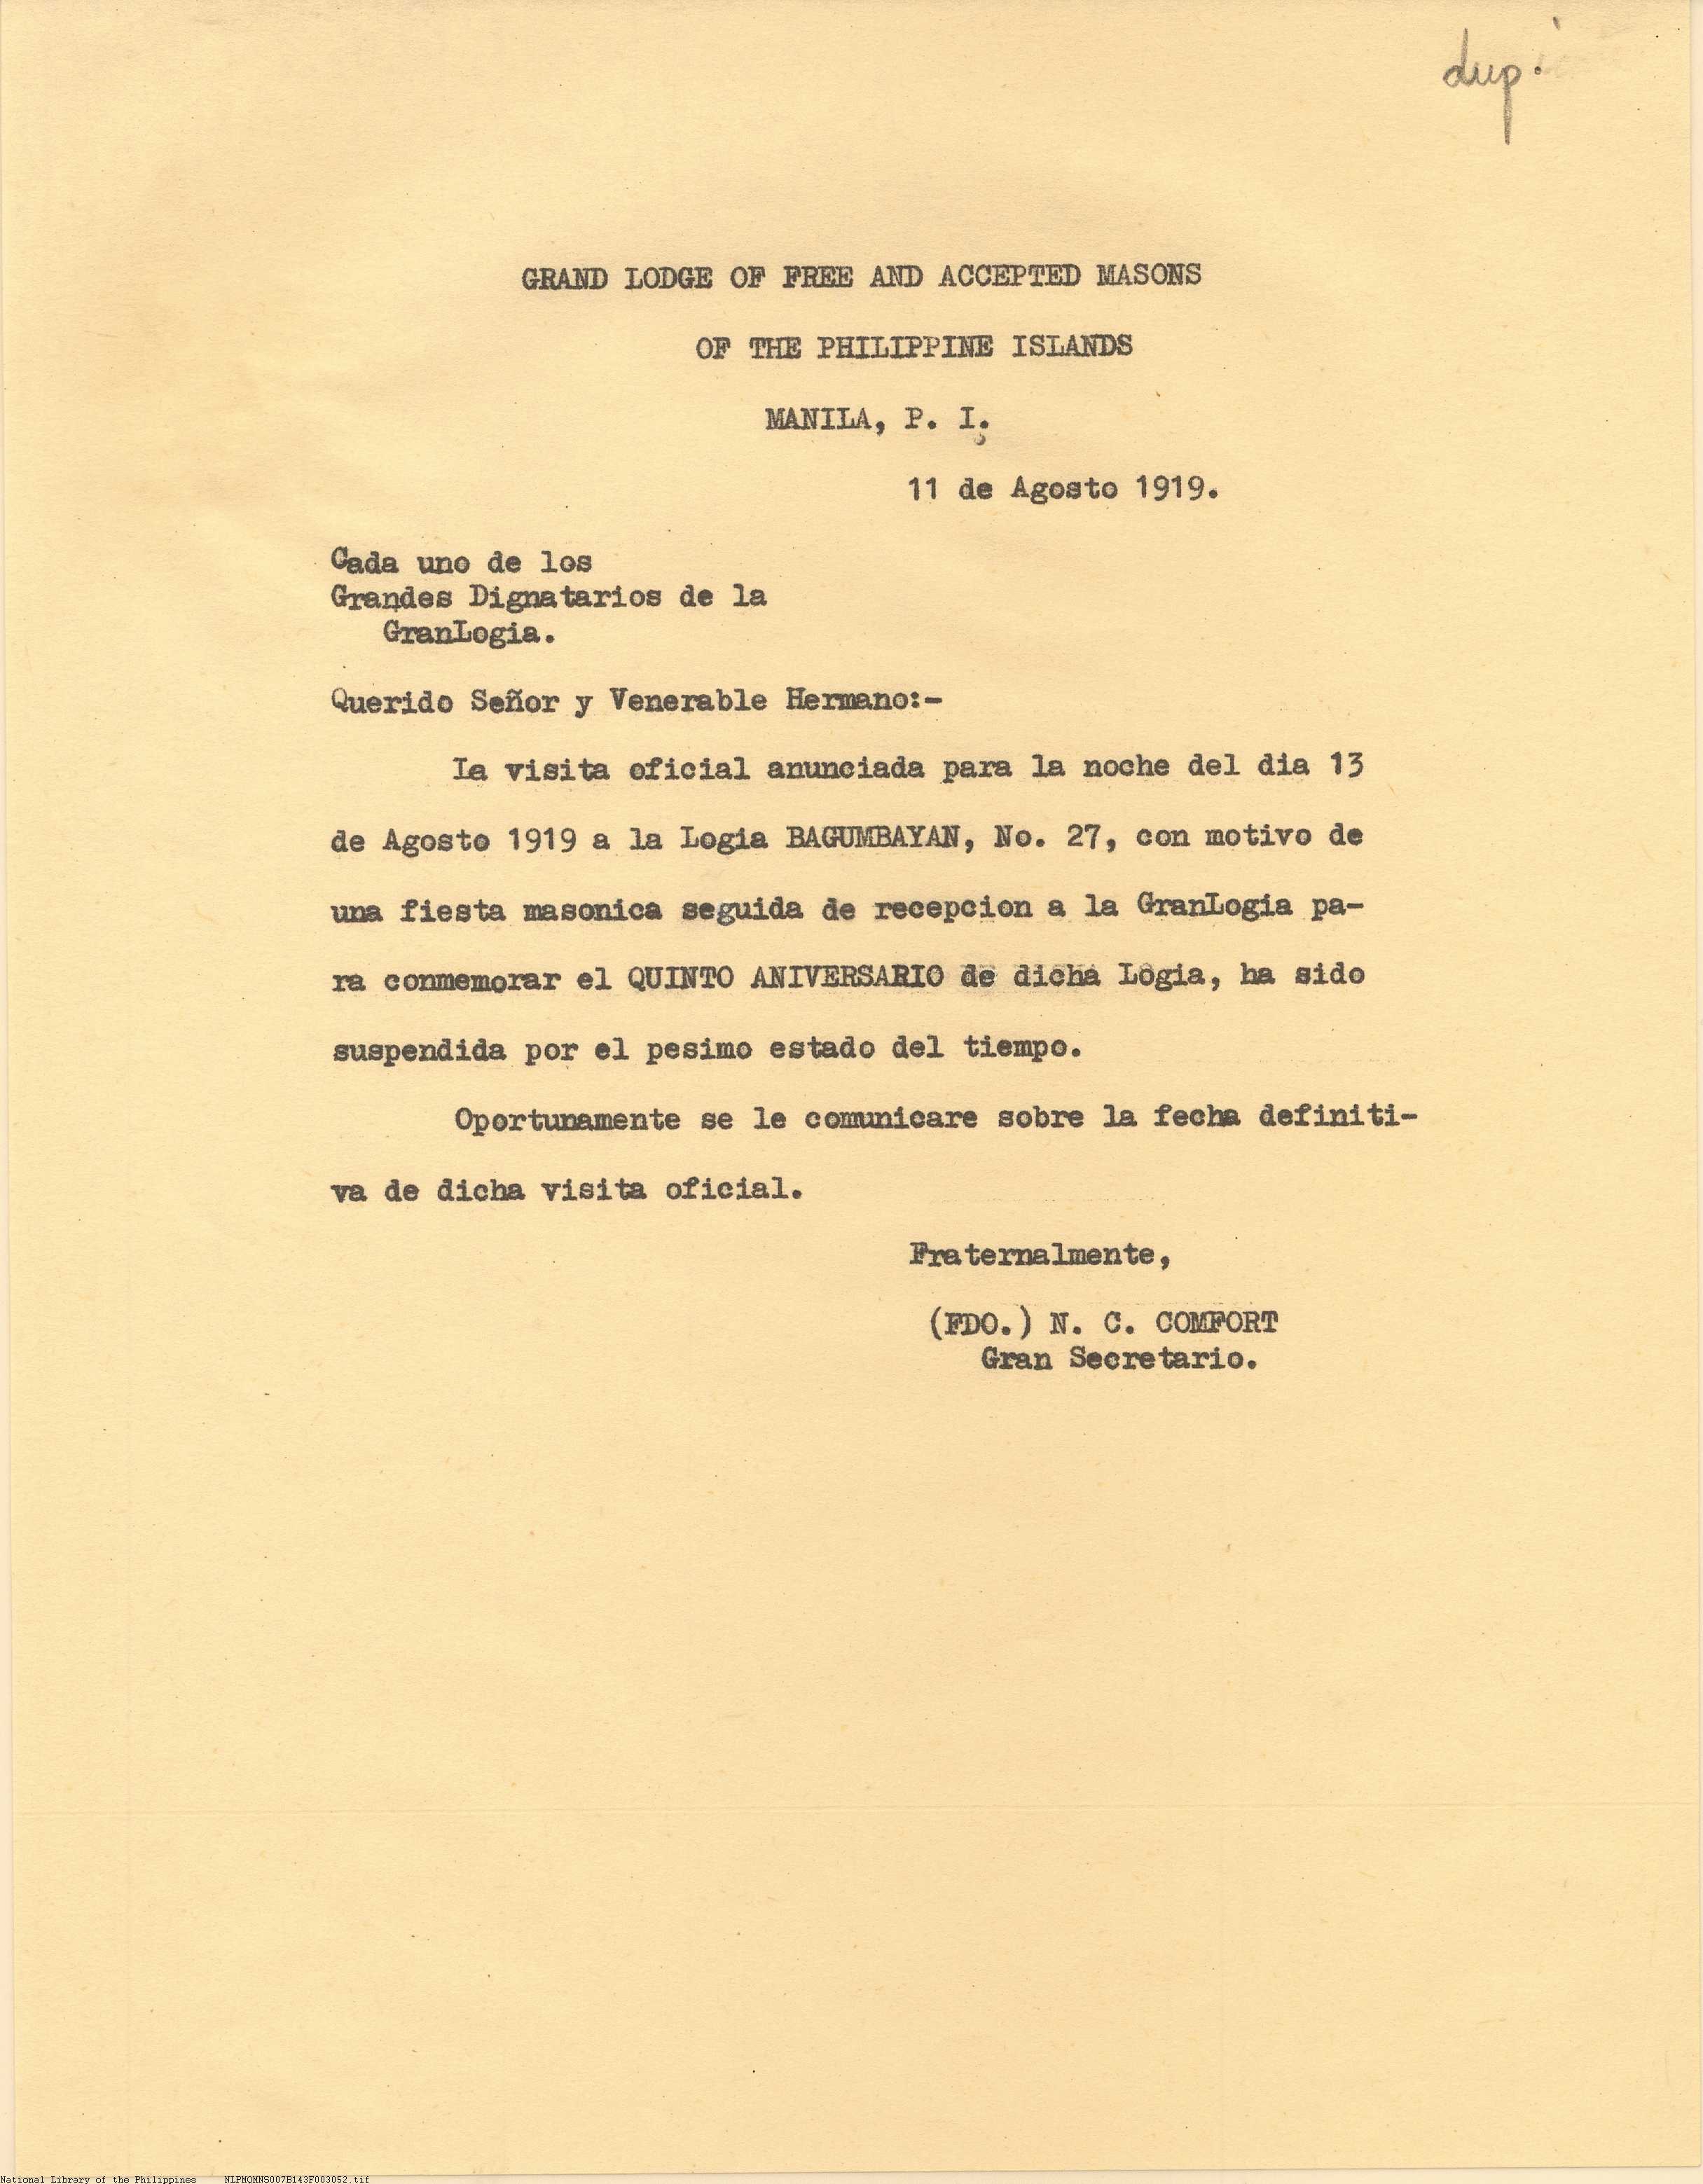 dup.
GRAND LODGE OF FREE AND ACCEPTED MASONS
OF THE PHILIPPINE ISLANDS
MANILA, P. I.
11 de Agosto 1919.
Cada uno de los
Grandes Dignatarios de la
GranLogia.
Querido Señor y Venerable Hermano:-
La visita oficial anunciada para la noche del dia 13
de Agosto 1919 a la Logia BAGUMBAYAN, No. 27, con motivo de
una fiesta masonica seguida de recepcion a la GranLogia pa-
ra conmemorar el QUINTO ANIVERSARIO de dicha Logia, ha sido
suspendida por el pesimo estado del tiempo.
Oportunamente se le comunicare sobre la fecha definiti-
va de dicha visita oficial.
Fraternalmente,
(FDO.) N. C. COMFORT
Gran Secretario.
National Library of the Philippines NLPMQMNS007B143F003052.tif